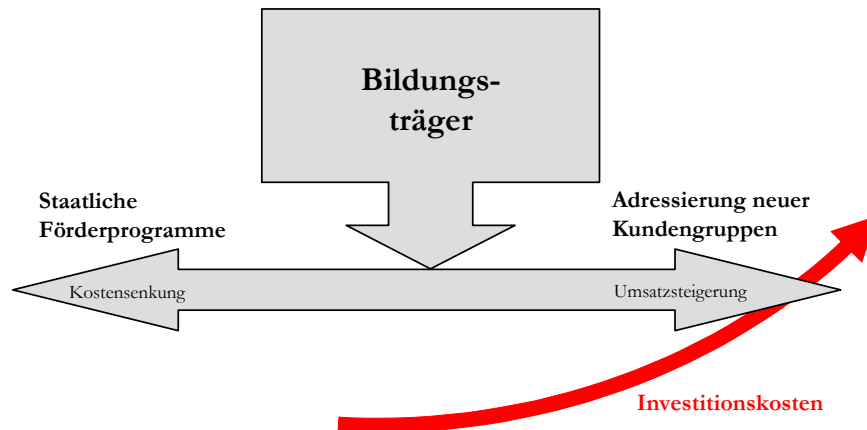 Bildungs-
träger
Staatliche
Förderprogramme
Adressierung neuer
Kundengruppen
Kostensenkung
Umsatzsteigerung
Investitionskosten